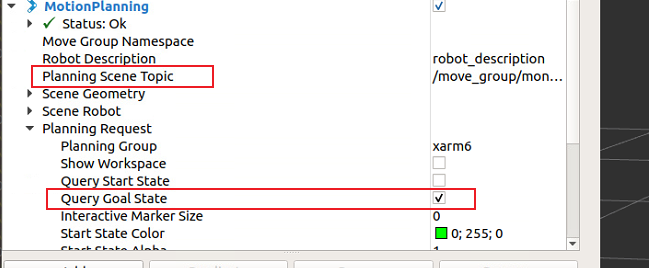 MotionPlanning
Status: Ok
Move Group Namespace
Robot Description robot_description
Planning Scene Topic /move_group/mon...
Scene Geometry
Scene Robot
Planning Request
Planning Group xarm6
Show Workspace
Query Start State
Query Goal State
Interactive Marker Size 0
Start State Color 0; 255; 0
Start State Alpha 1